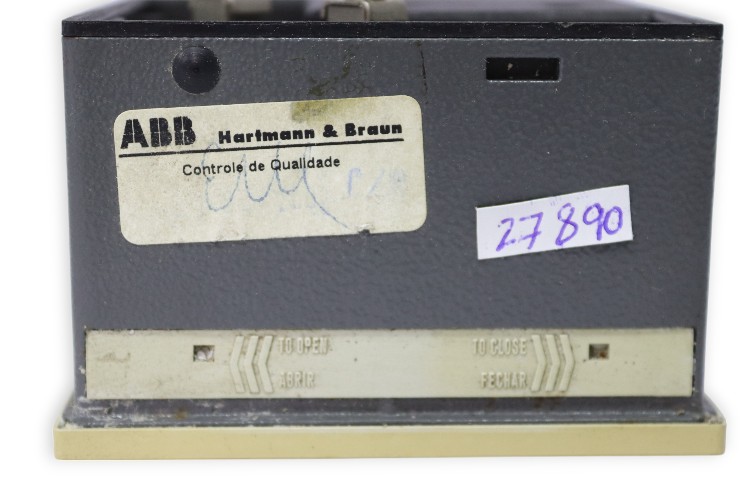 ABB Hartmann & Braun
Controle de Qualidade
27890
TO OPEN
TO CLOSE
ABRIR
FECHAR